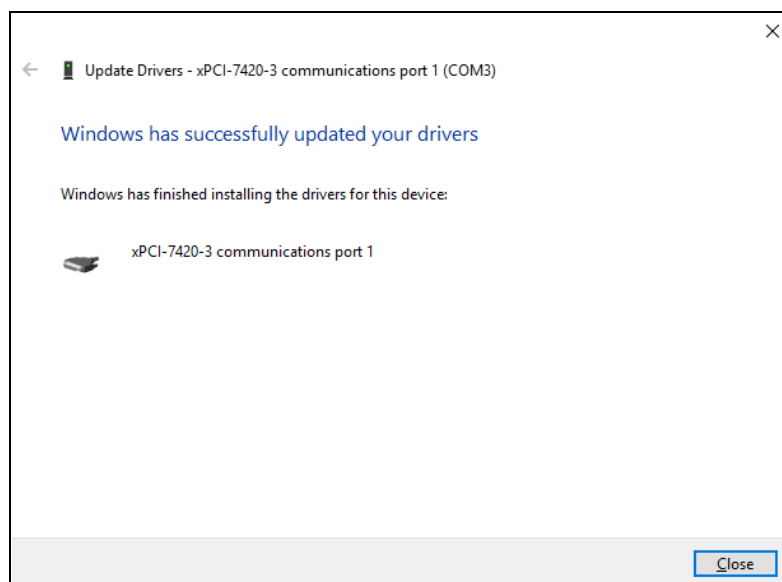 Update Drivers - xPCI-7420-3 communications port 1 (COM3)
Windows has successfully updated your drivers
Windows has finished installing the drivers for this device:
xPCI-7420-3 communications port 1
Close